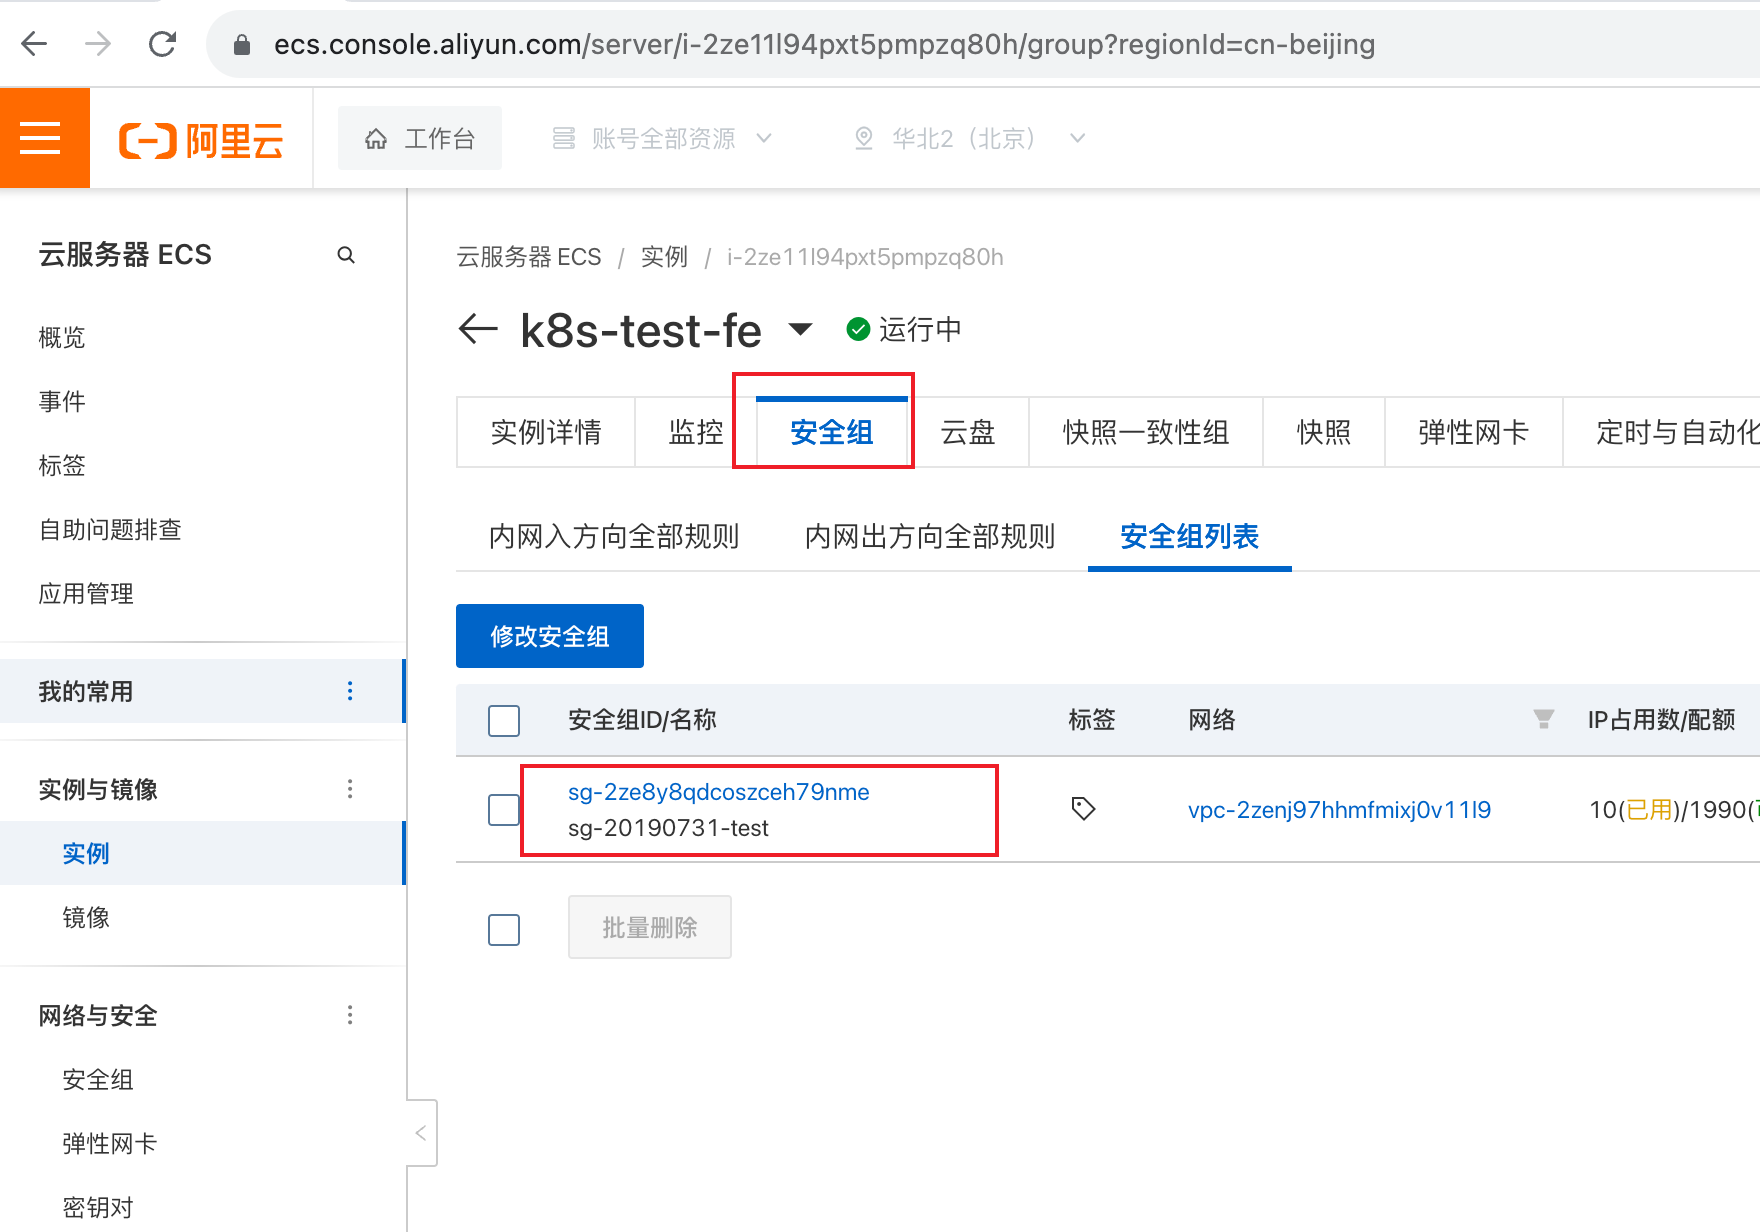 ecs.console.aliyun.com/server/i-2ze11l94pxt5pmpzq80h/group?regionId=cn-beijing
阿里云
工作台
账号全部资源
华北2（北京）
云服务器 ECS
概览
事件
标签
自助问题排查
应用管理
我的常用
实例与镜像
实例
镜像
网络与安全
安全组
弹性网卡
密钥对
云服务器 ECS / 实例 / i-2ze11l94pxt5pmpzq80h
k8s-test-fe 运行中
实例详情 监控 安全组 云盘 快照一致性组 快照 弹性网卡 定时与自动化
内网入方向全部规则 内网出方向全部规则 安全组列表
修改安全组
安全组ID/名称 标签 网络 IP占用数/配额
sg-2ze8y8qdcoszceh79nme
sg-20190731-test
vpc-2zenj97hhmfmixj0v11l9
10(已用)/1990(
批量删除